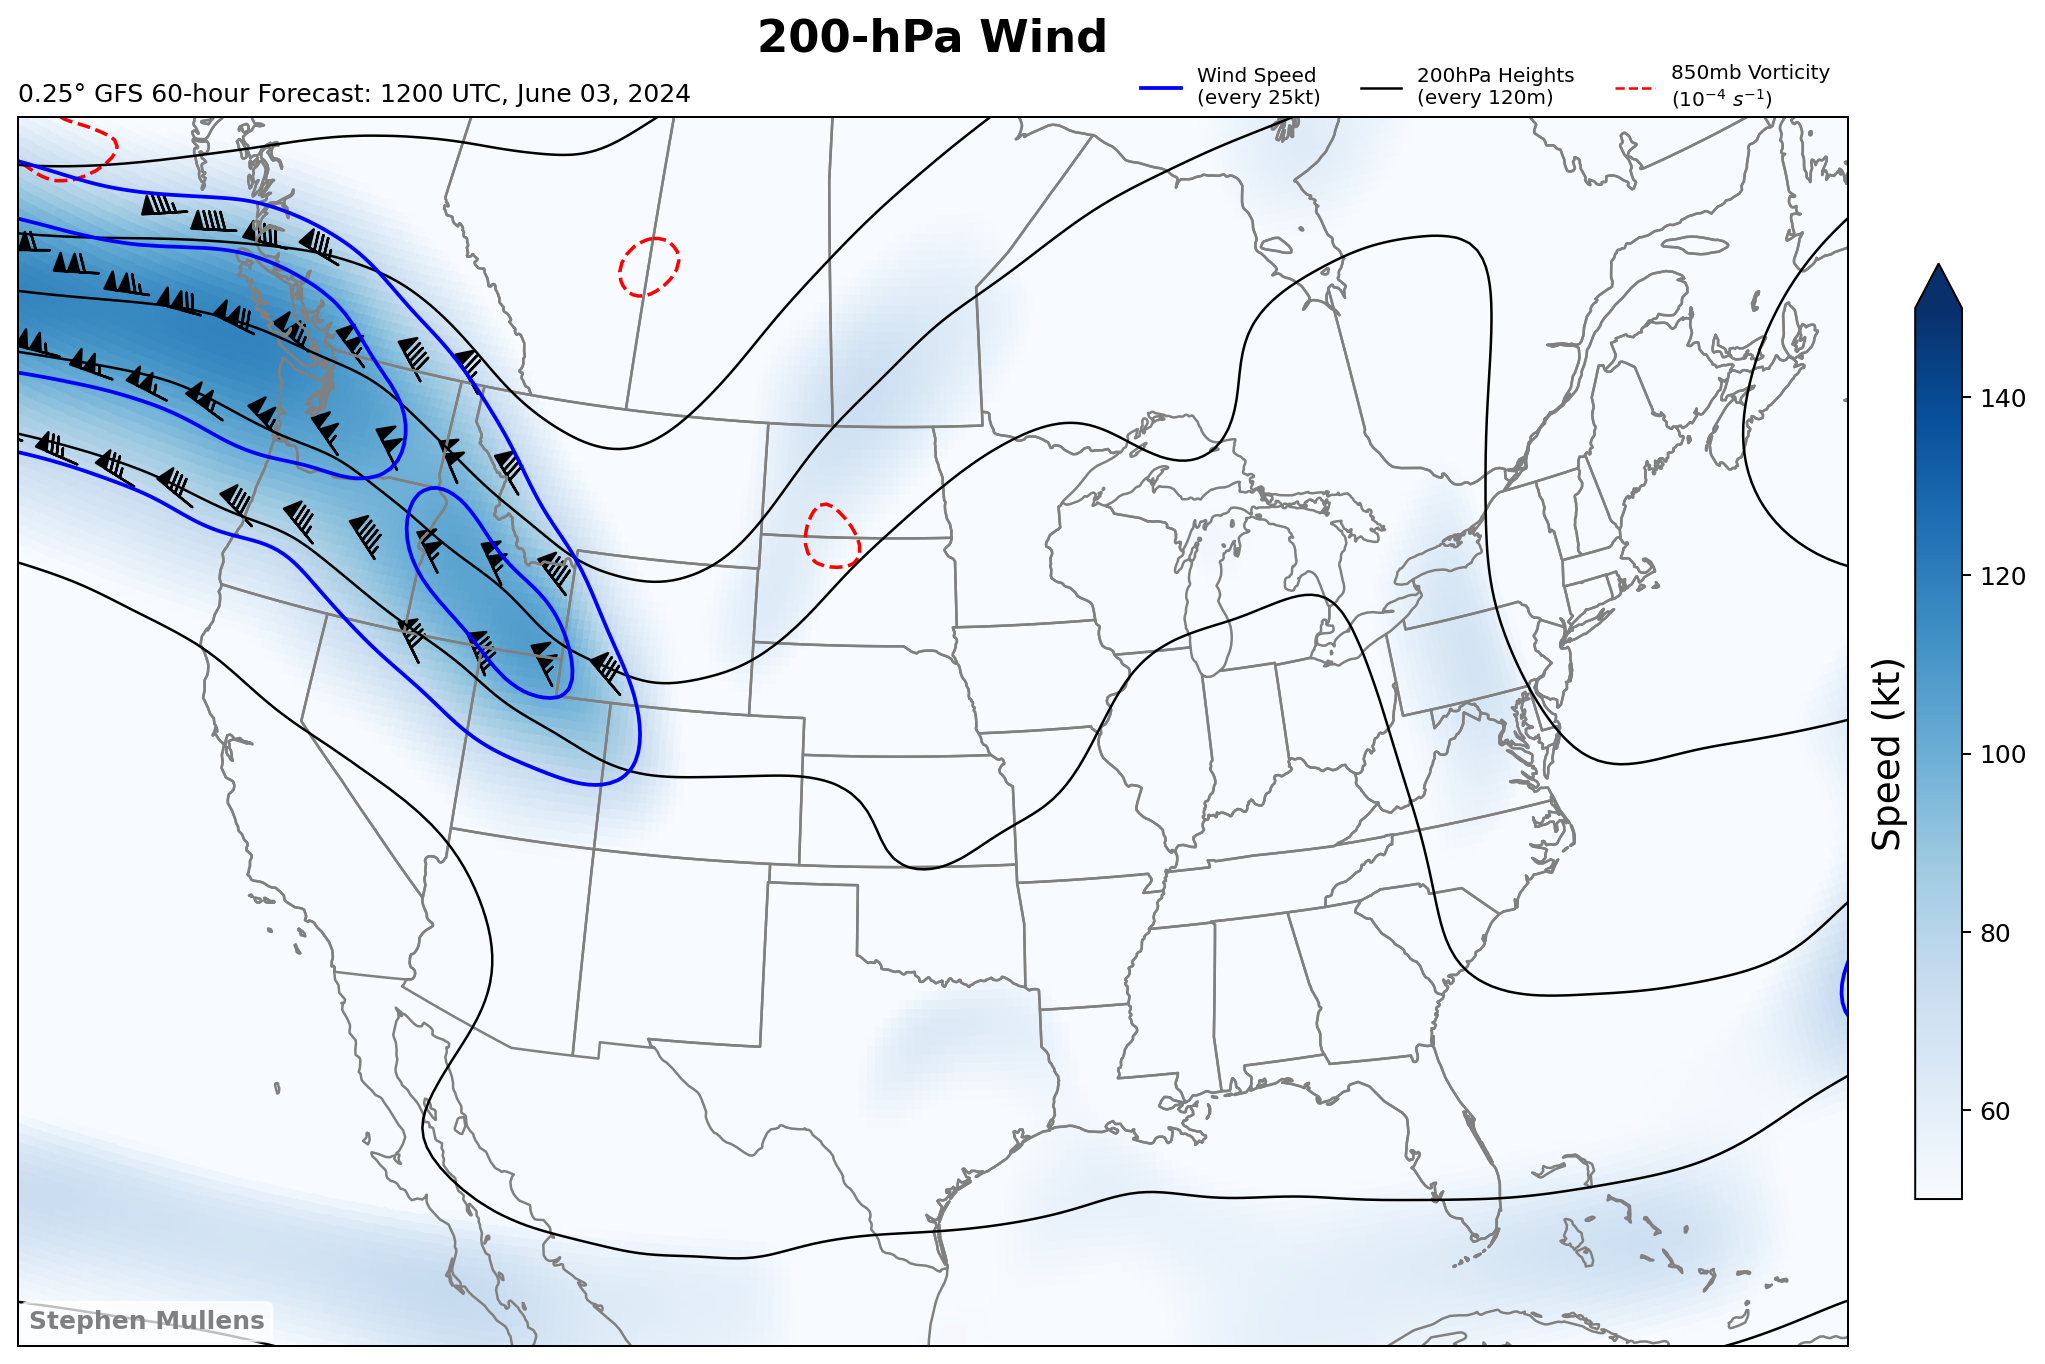 200-hPa Wind
0.25° GFS 60-hour Forecast: 1200 UTC, June 03, 2024
Wind Speed
(every 25kt)
200hPa Heights
(every 120m)
850mb Vorticity
(10⁻⁴ s⁻¹)
140
120
100
80
60
Speed (kt)
Stephen Mullens